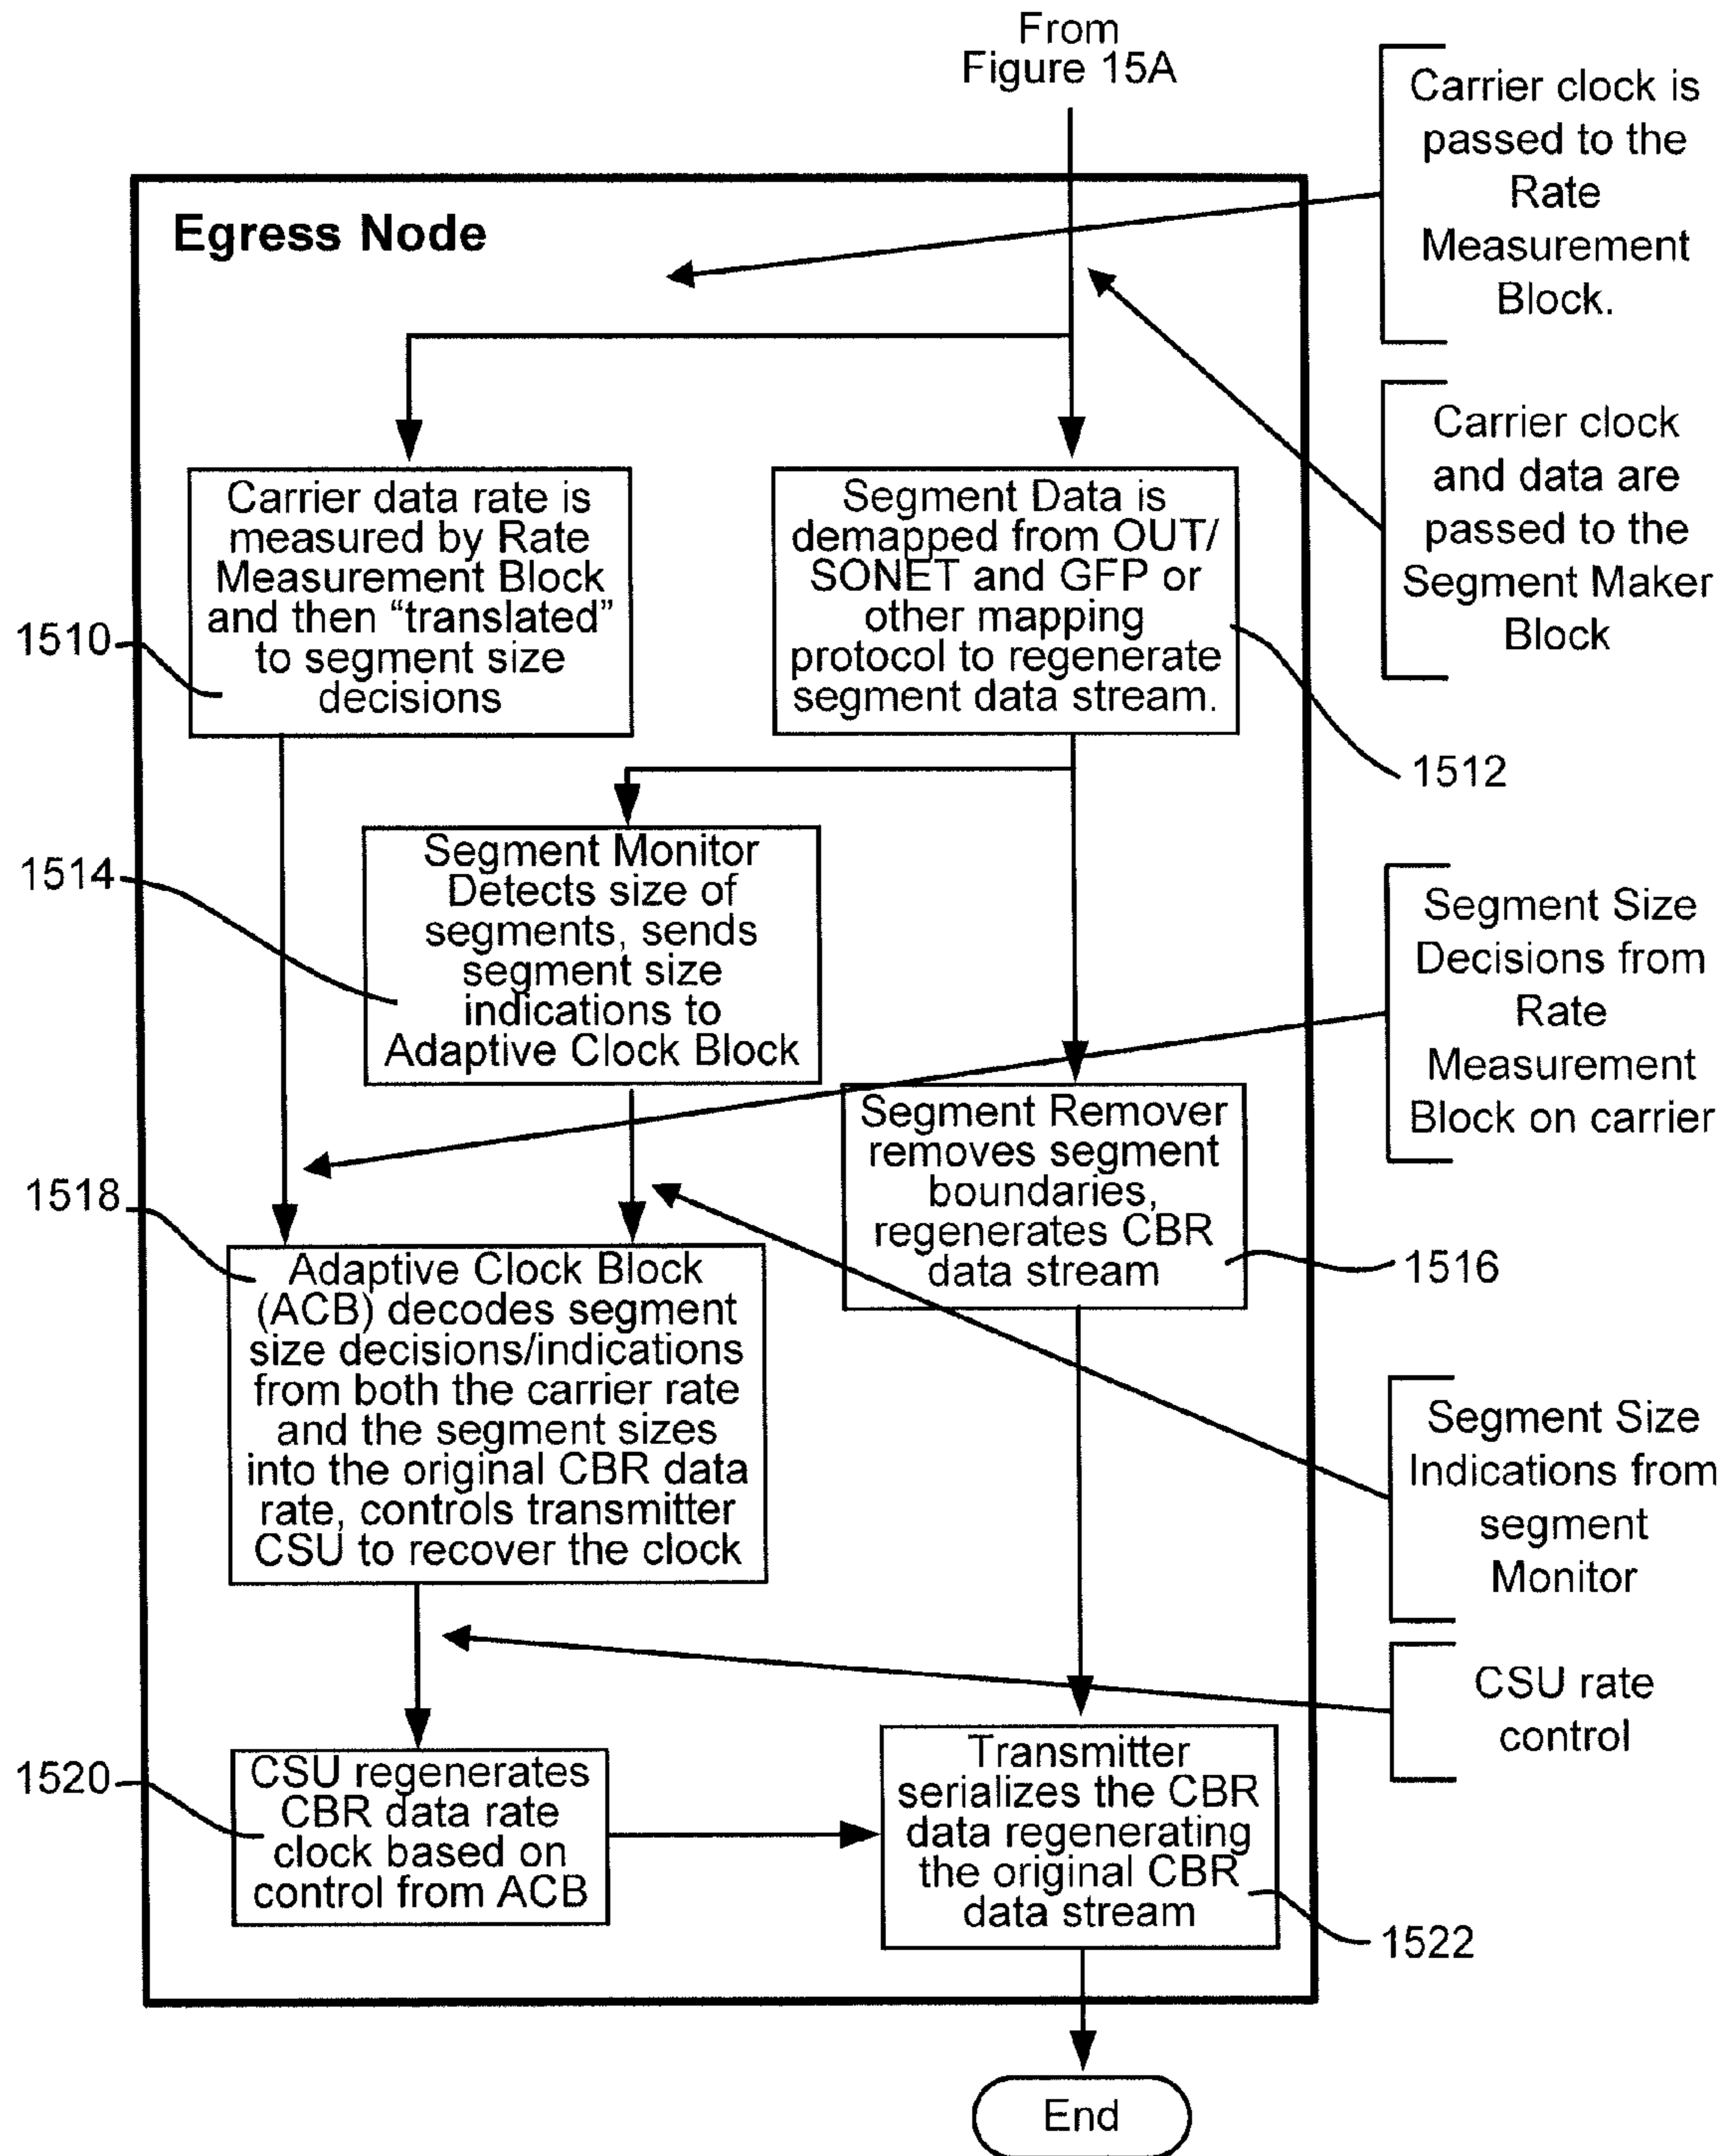 From
Figure 15A
Carrier clock is
passed to the
Rate
Measurement
Block.
Egress Node
Carrier clock
and data are
passed to the
Segment Maker
Block
Carrier data rate is
measured by Rate
Measurement Block
and then “translated”
to segment size
decisions
1510
Segment Data is
demapped from OUT/
SONET and GFP or
other mapping
protocol to regenerate
segment data stream.
1512
Segment Monitor
Detects size of
segments, sends
segment size
indications to
Adaptive Clock Block
1514
Segment Size
Decisions from
Rate
Measurement
Block on carrier
Segment Remover
removes segment
boundaries,
regenerates CBR
data stream
1516
1518
Adaptive Clock Block
(ACB) decodes segment
size decisions/indications
from both the carrier rate
and the segment sizes
into the original CBR data
rate, controls transmitter
CSU to recover the clock
Segment Size
Indications from
segment
Monitor
CSU rate
control
1520
CSU regenerates
CBR data rate
clock based on
control from ACB
Transmitter
serializes the CBR
data regenerating
the original CBR
data stream
1522
End